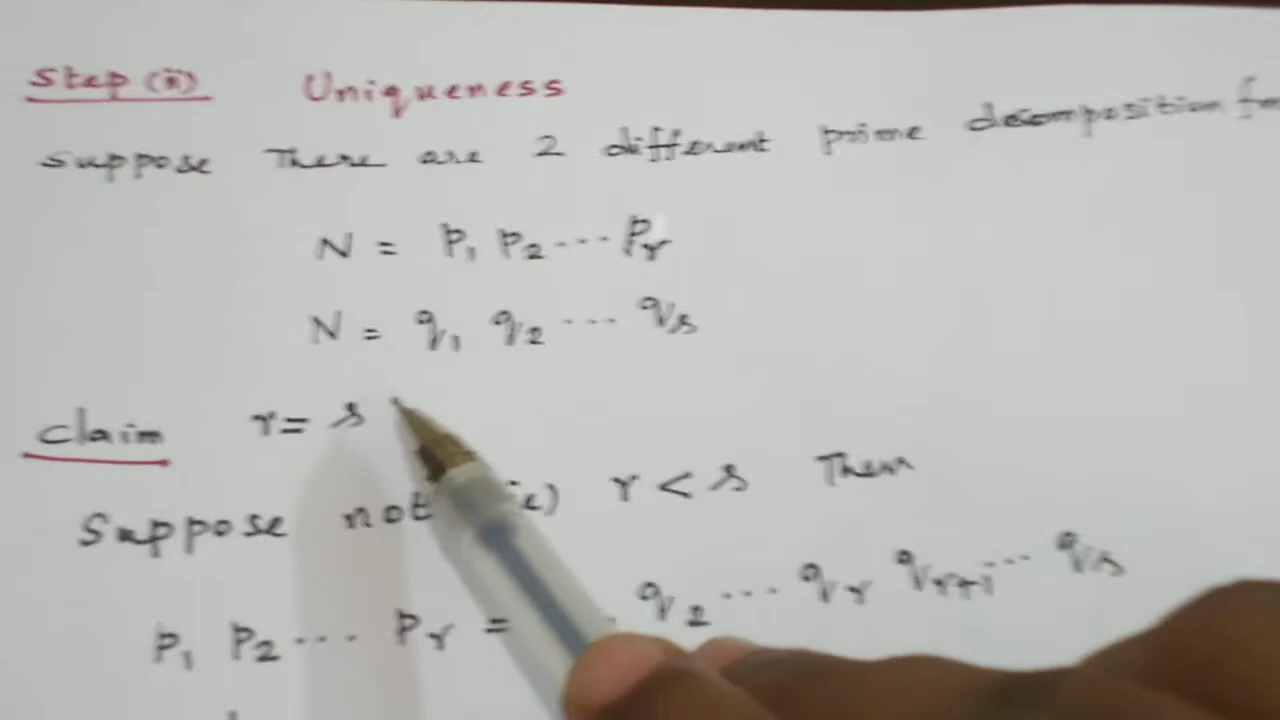 Step (ii) Uniqueness
Suppose There are 2 different prime decomposition
N = p₁ p₂ ... pᵣ
N = q₁ q₂ ... qₛ
Claim r = s
Suppose not r < s Then
p₁ p₂ ... pᵣ = q₂ ... qᵣ qᵣ₊₁ ... qₛ